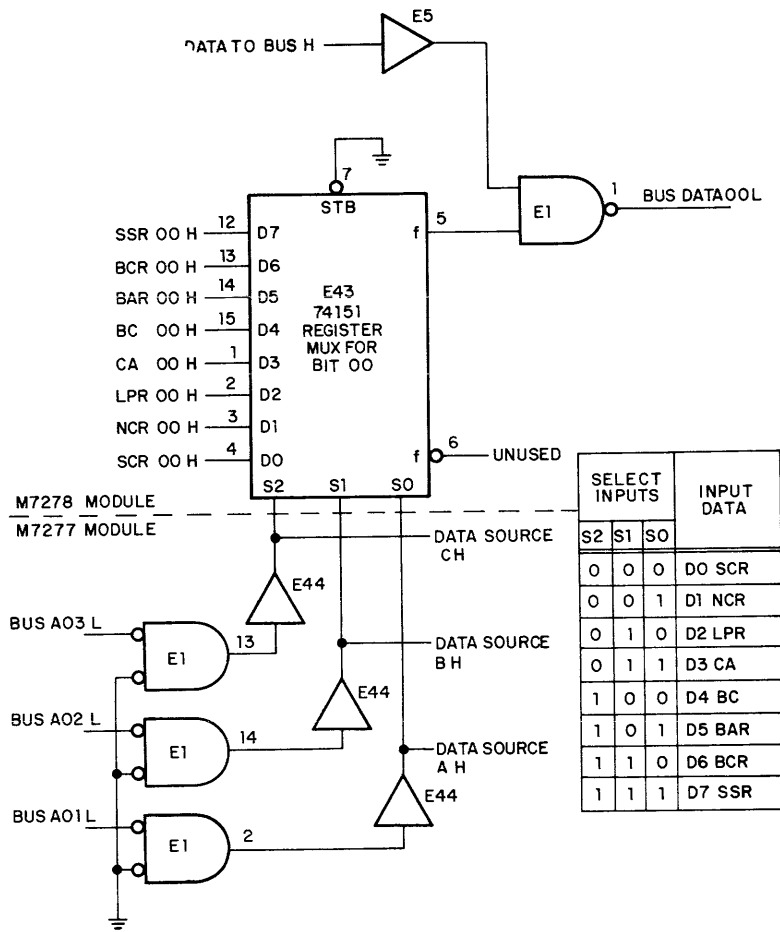 E5
DATA TO BUS H
7
STB
E1
1
BUS DATAOOL
SSR 00 H 12 D7
f 5
BCR 00 H 13 D6
BAR 00 H 14 D5
BC 00 H 15 D4
CA 00 H 1 D3
LPR 00 H 2 D2
NCR 00 H 3 D1
SCR 00 H 4 D0
E43
74151
REGISTER
MUX FOR
BIT 00
f 6
UNUSED
S2 S1 S0
M7278 MODULE
M7277 MODULE
DATA SOURCE
CH
E44
BUS A03 L
E1
13
DATA SOURCE
BH
E44
BUS A02 L
E1
14
DATA SOURCE
A H
E44
BUS A01 L
E1
2
SELECT
INPUTS
INPUT
DATA
S2 S1 S0
0 0 0 D0 SCR
0 0 1 D1 NCR
0 1 0 D2 LPR
0 1 1 D3 CA
1 0 0 D4 BC
1 0 1 D5 BAR
1 1 0 D6 BCR
1 1 1 D7 SSR